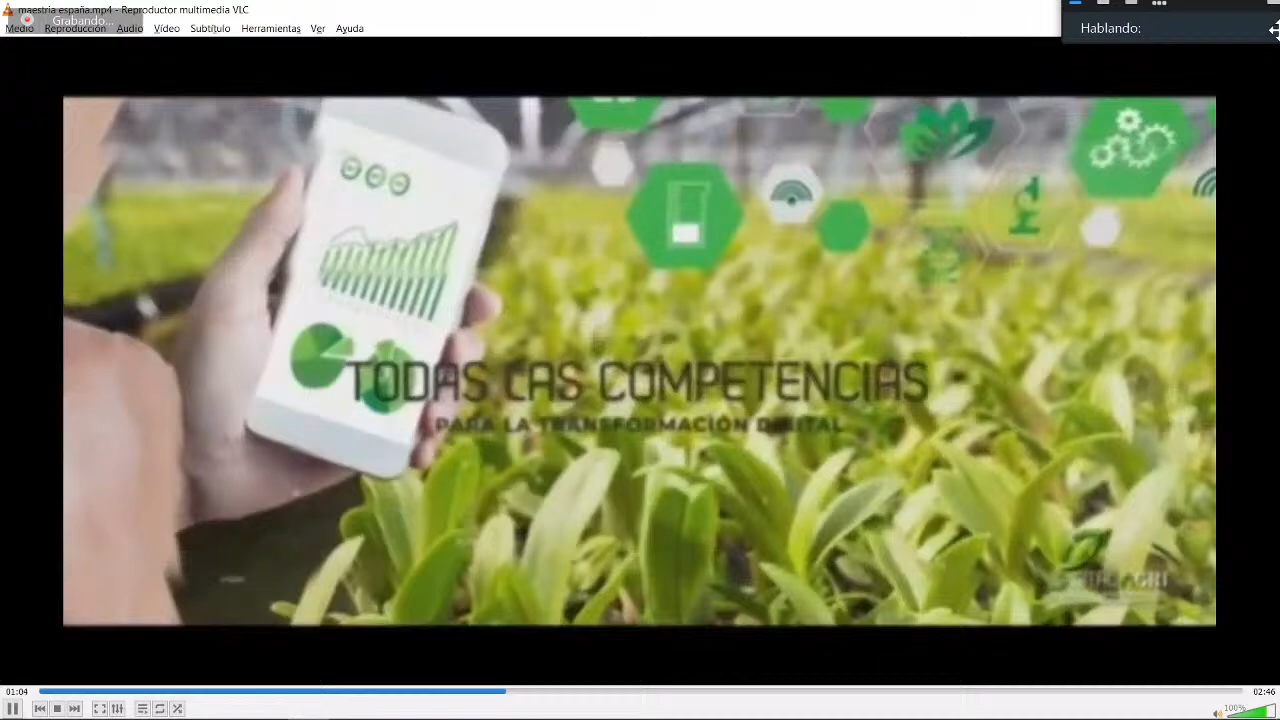 maestria españa.mp4 - Reproductor multimedia VLC
Grabando...
Medio Reproducción Audio Vídeo Subtítulo Herramientas Ver Ayuda
Hablando:
TODAS LAS COMPETENCIAS
PARA LA TRANSFORMACIÓN DIGITAL
01:04
02:46
100%